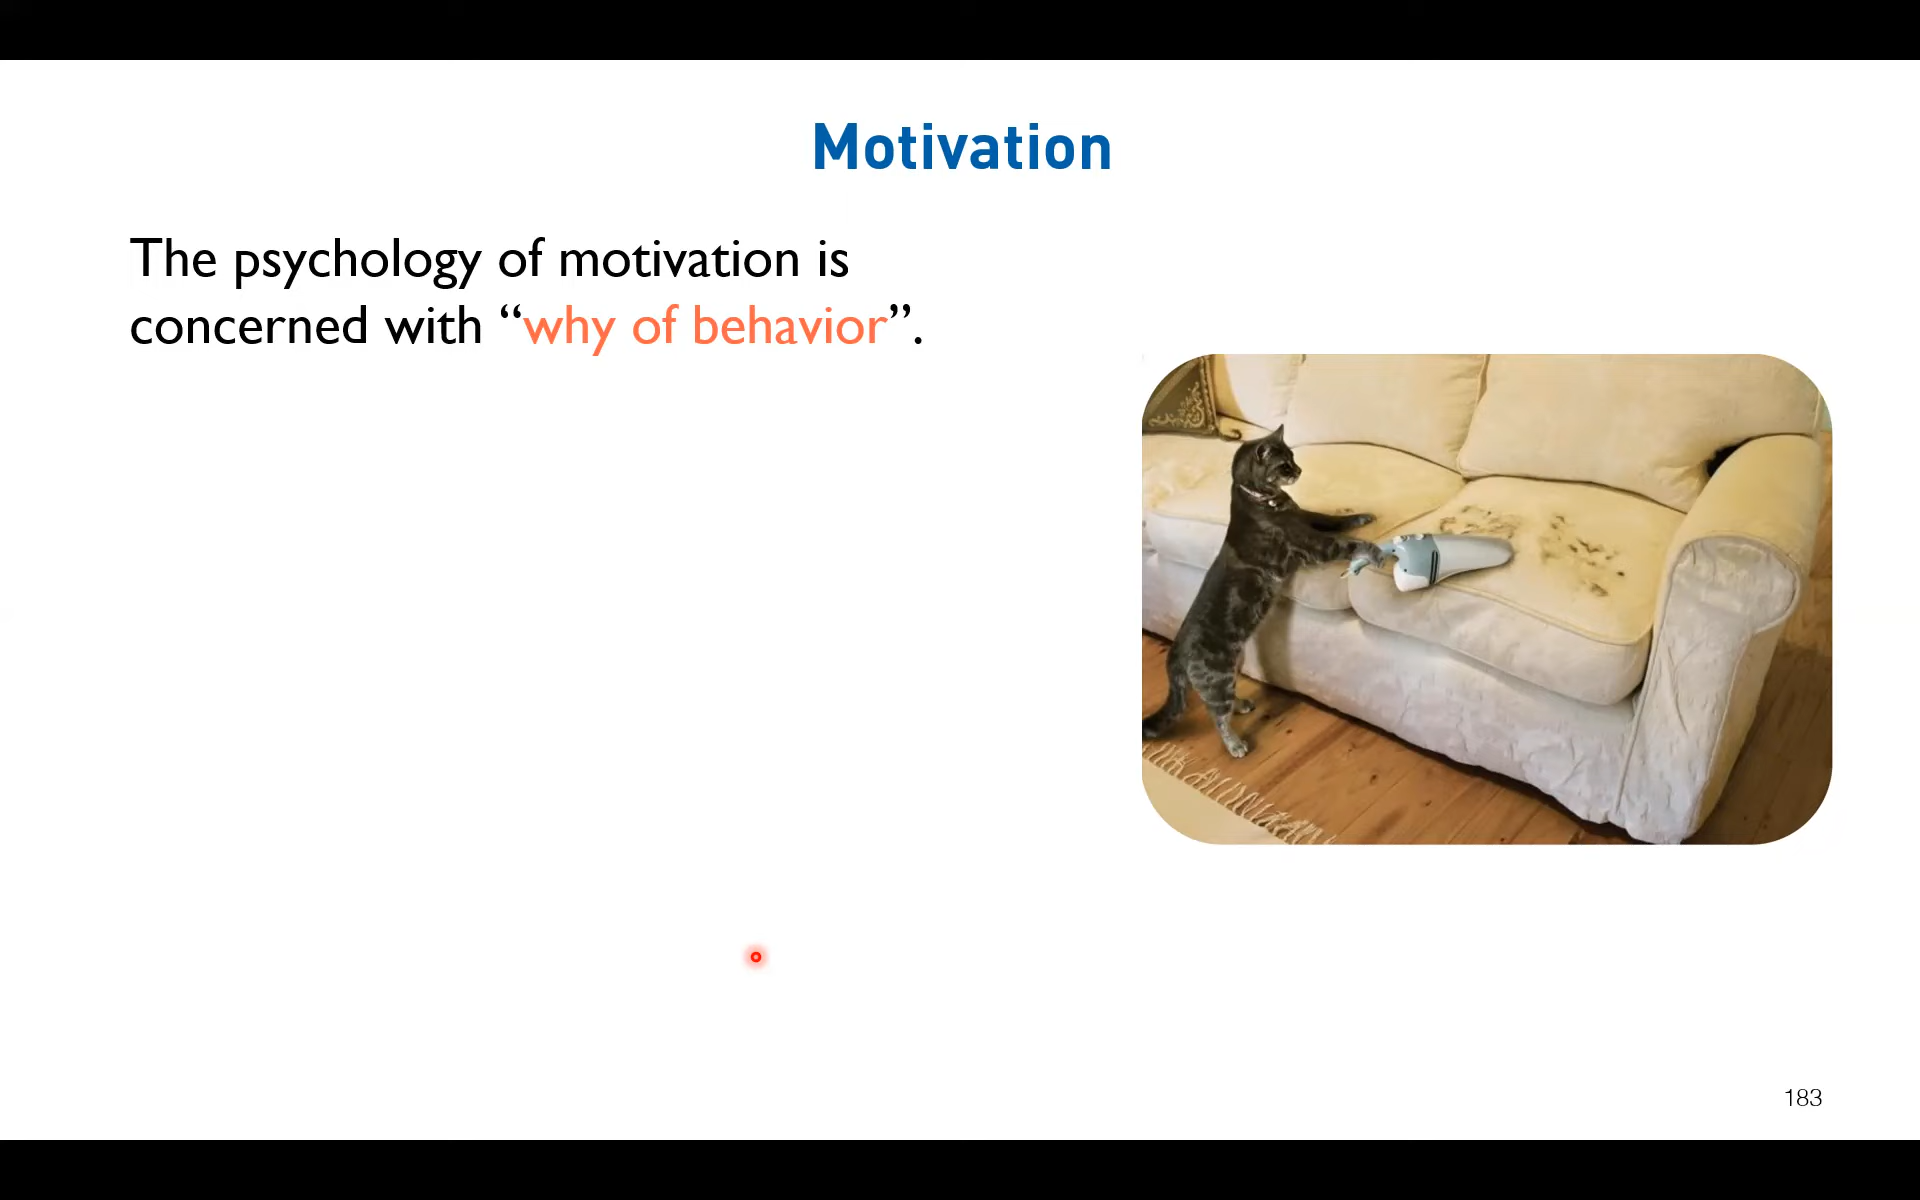 Motivation
The psychology of motivation is
concerned with “why of behavior”.
183